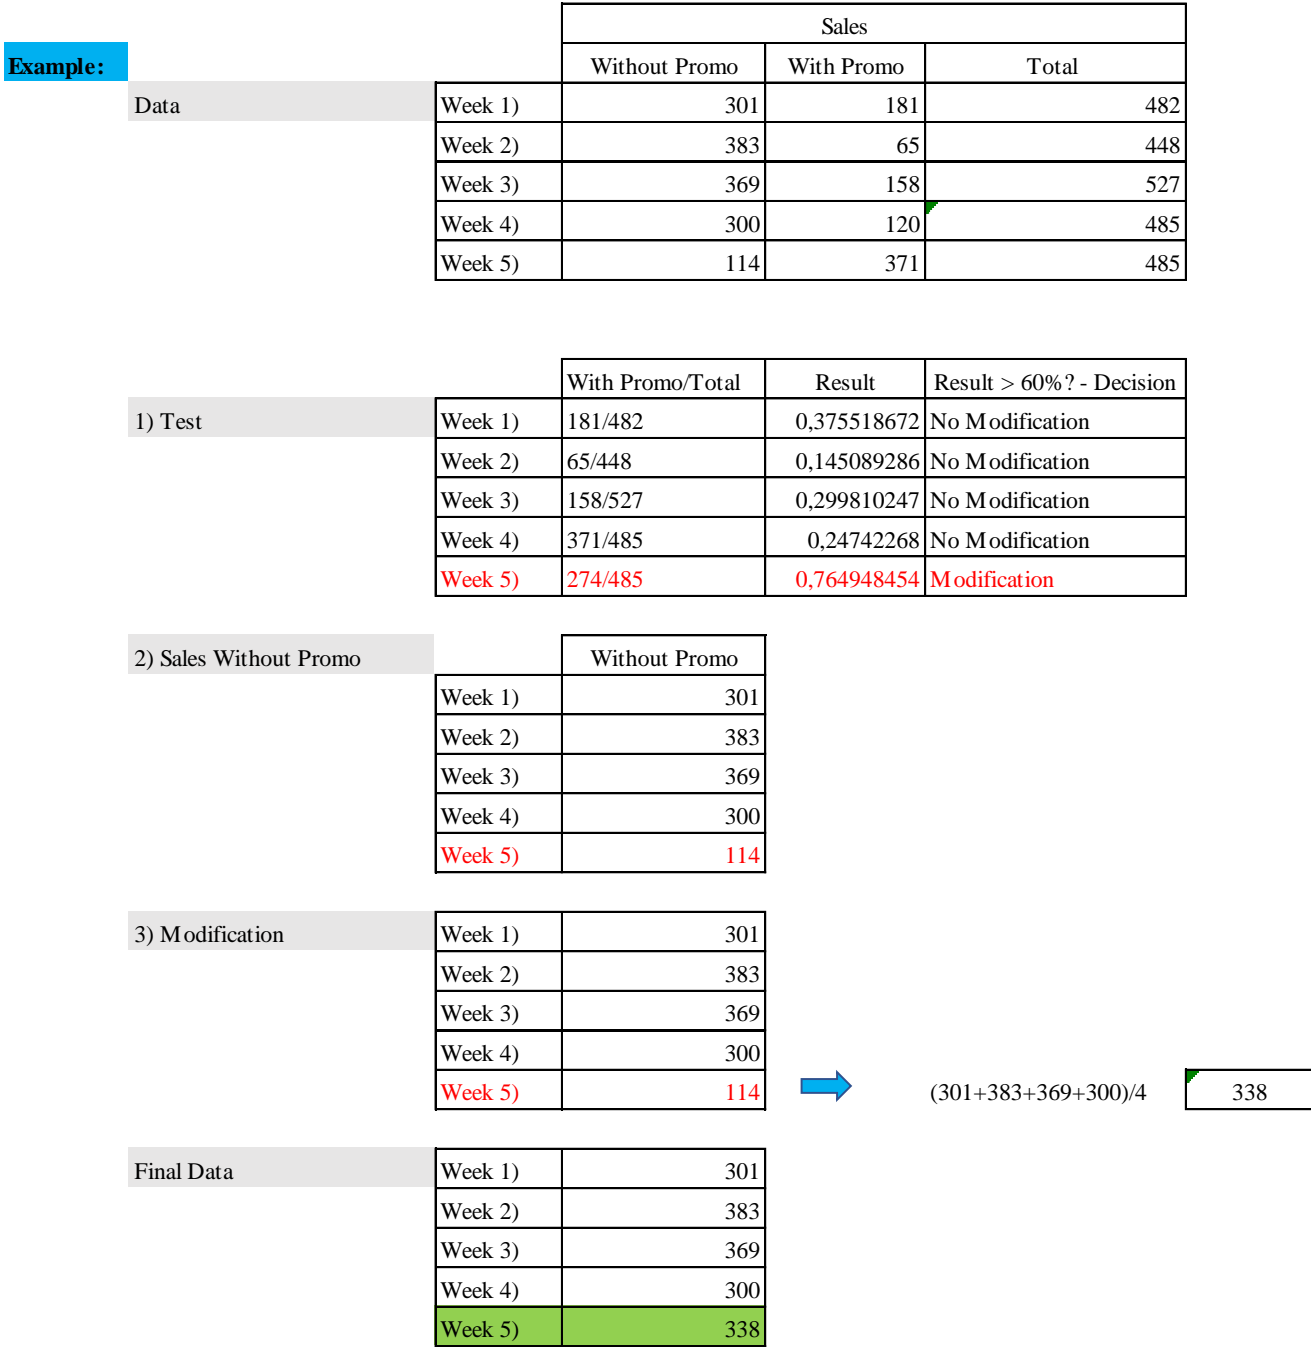 Sales
Example: Without Promo With Promo Total
Data Week 1) 301 181 482
Week 2) 383 65 448
Week 3) 369 158 527
Week 4) 300 120 485
Week 5) 114 371 485
With Promo/Total Result Result > 60%? - Decision
1) Test Week 1) 181/482 0,375518672 No Modification
Week 2) 65/448 0,145089286 No Modification
Week 3) 158/527 0,299810247 No Modification
Week 4) 371/485 0,24742268 No Modification
Week 5) 274/485 0,764948454 Modification
2) Sales Without Promo Without Promo
Week 1) 301
Week 2) 383
Week 3) 369
Week 4) 300
Week 5) 114
3) Modification Week 1) 301
Week 2) 383
Week 3) 369
Week 4) 300
Week 5) 114 (301+383+369+300)/4 338
Final Data Week 1) 301
Week 2) 383
Week 3) 369
Week 4) 300
Week 5) 338